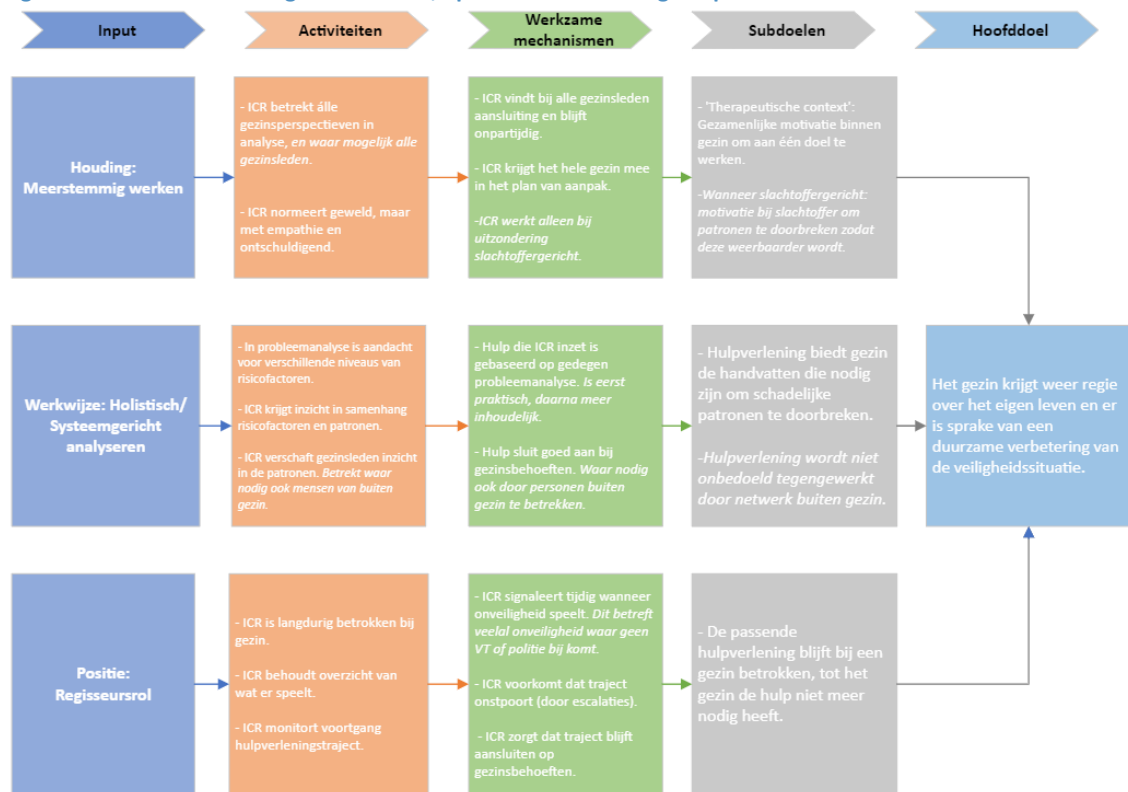 Input
Activiteiten
Werkzame
mechanismen
Subdoelen
Hoofddoel
Houding:
Meerstemmig werken
- ICR betrekt álle
gezinsperspectieven in
analyse, en waar mogelijk alle
gezinsleden.
- ICR normeert geweld, maar
met empathie en
ontschuldigend.
- ICR vindt bij alle gezinsleden
aansluiting en blijft
onpartijdig.
- ICR krijgt het hele gezin mee
in het plan van aanpak.
-ICR werkt alleen bij
uitzondering
slachtoffergericht.
- 'Therapeutische context':
Gezamenlijke motivatie binnen
gezin om aan één doel te
werken.
-Wanneer slachtoffergericht:
motivatie bij slachtoffer om
patronen te doorbreken zodat
deze weerbaarder wordt.
Werkwijze: Holistisch/
Systeemgericht
analyseren
- In probleemanalyse is aandacht
voor verschillende niveaus van
risicofactoren.
- ICR krijgt inzicht in samenhang
risicofactoren en patronen.
- ICR verschaft gezinsleden inzicht
in de patronen. Betrekt waar
nodig ook mensen van buiten
gezin.
- Hulp die ICR inzet is
gebaseerd op gedegen
probleemanalyse. Is eerst
praktisch, daarna meer
inhoudelijk.
- Hulp sluit goed aan bij
gezinsbehoeften. Waar nodig
ook door personen buiten
gezin te betrekken.
- Hulpverlening biedt gezin
de handvatten die nodig
zijn om schadelijke
patronen te doorbreken.
-Hulpverlening wordt niet
onbedoeld tegengewerkt
door netwerk buiten gezin.
Het gezin krijgt weer regie
over het eigen leven en er
is sprake van een
duurzame verbetering van
de veiligheidssituatie.
Positie:
Regisseursrol
- ICR is langdurig betrokken bij
gezin.
- ICR behoudt overzicht van
wat er speelt.
- ICR monitort voortgang
hulpverleningstraject.
- ICR signaleert tijdig wanneer
onveiligheid speelt. Dit betreft
veelal onveiligheid waar geen
VT of politie bij komt.
- ICR voorkomt dat traject
onstpoort (door escalaties).
- ICR zorgt dat traject blijft
aansluiten op
gezinsbehoeften.
- De passende
hulpverlening blijft bij een
gezin betrokken, tot het
gezin de hulp niet meer
nodig heeft.